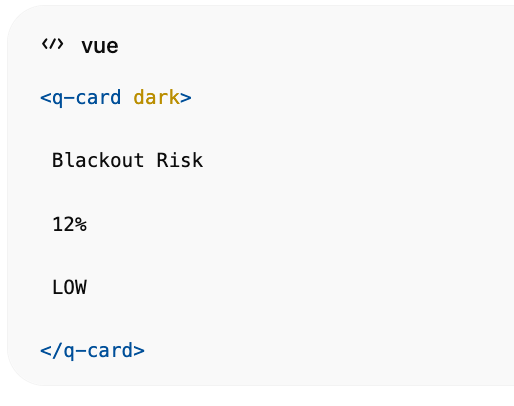 vue
<q-card dark>
Blackout Risk
12%
LOW
</q-card>